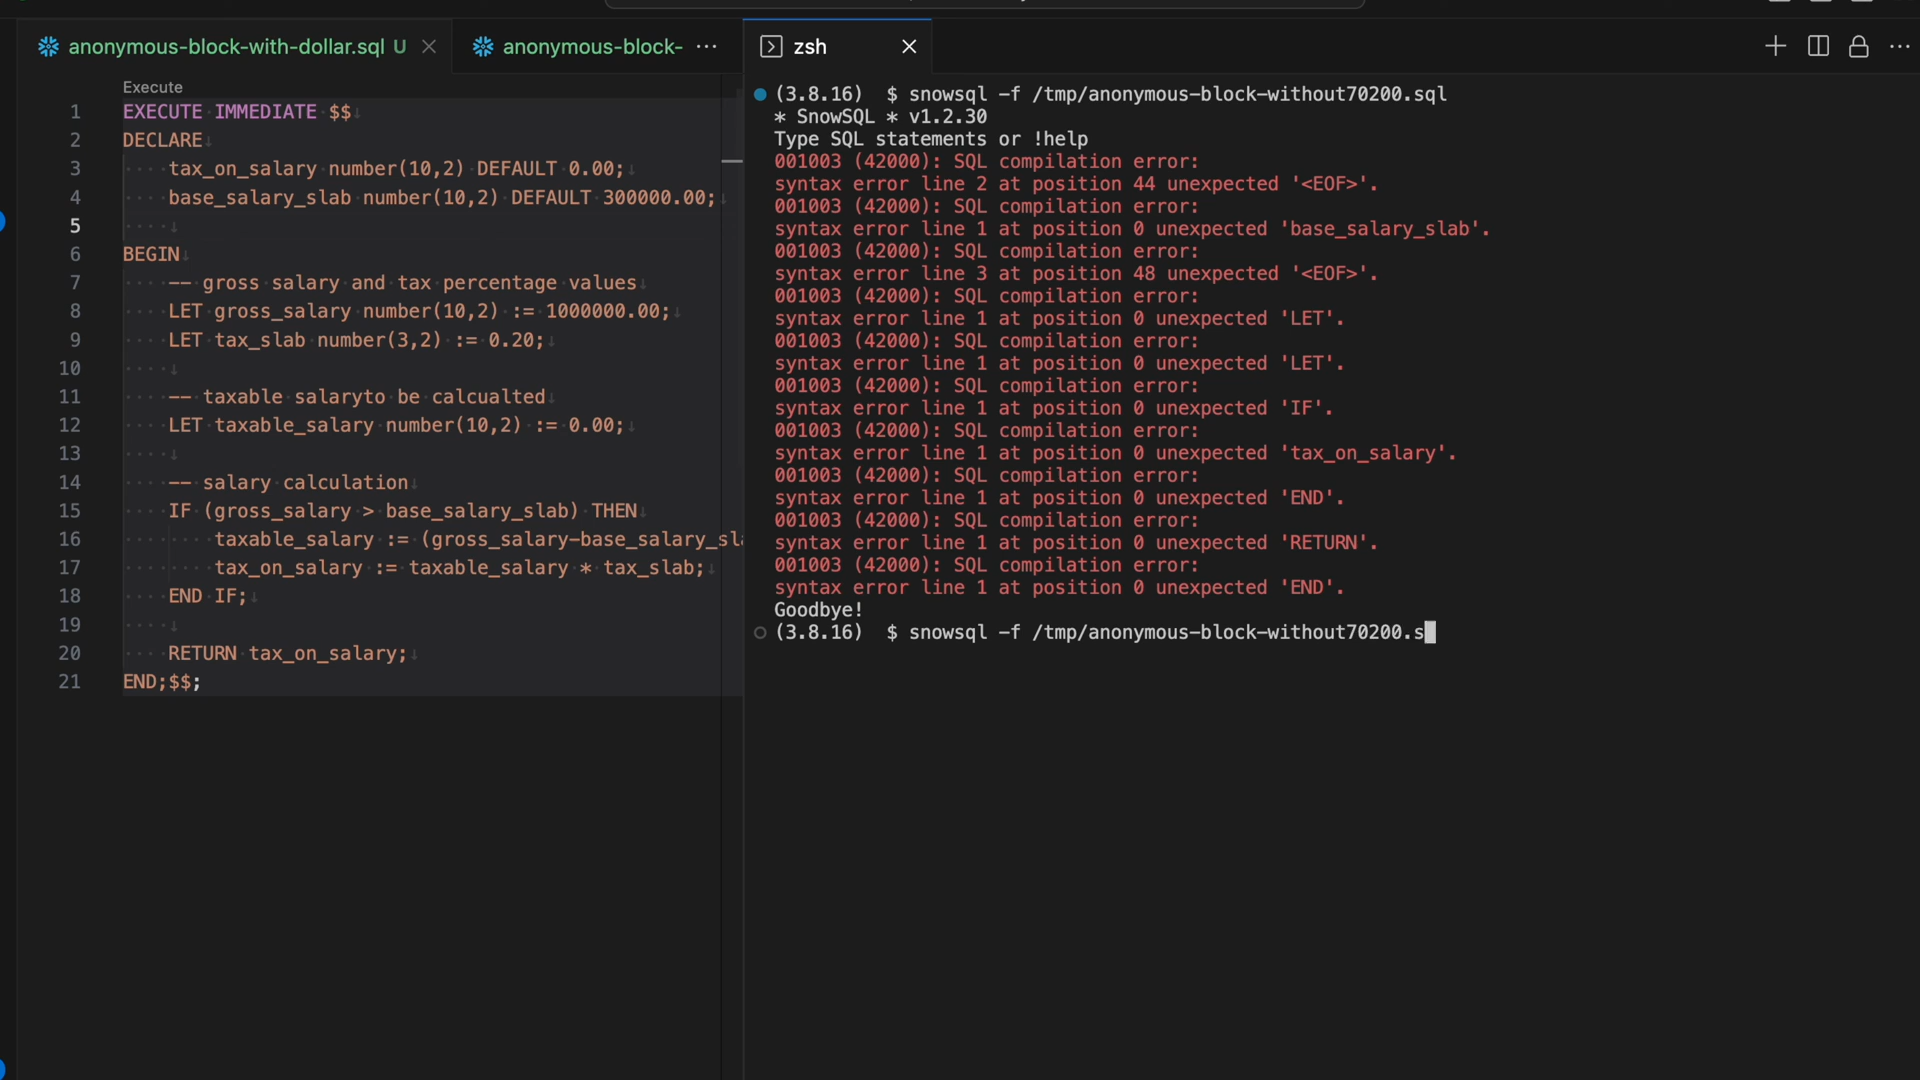 anonymous-block-with-dollar.sql U
anonymous-block- ···
zsh
Execute
1 EXECUTE IMMEDIATE $$
2 DECLARE
3 tax_on_salary number(10,2) DEFAULT 0.00;
4 base_salary_slab number(10,2) DEFAULT 300000.00;
5
6 BEGIN
7 -- gross salary and tax percentage values
8 LET gross_salary number(10,2) := 1000000.00;
9 LET tax_slab number(3,2) := 0.20;
10
11 -- taxable salaryto be calcualted
12 LET taxable_salary number(10,2) := 0.00;
13
14 -- salary calculation
15 IF (gross_salary > base_salary_slab) THEN
16 taxable_salary := (gross_salary-base_salary_sla
17 tax_on_salary := taxable_salary * tax_slab;
18 END IF;
19
20 RETURN tax_on_salary;
21 END;$$;
(3.8.16) $ snowsql -f /tmp/anonymous-block-without70200.sql
* SnowSQL * v1.2.30
Type SQL statements or !help
001003 (42000): SQL compilation error:
syntax error line 2 at position 44 unexpected '<EOF>'.
001003 (42000): SQL compilation error:
syntax error line 1 at position 0 unexpected 'base_salary_slab'.
001003 (42000): SQL compilation error:
syntax error line 3 at position 48 unexpected '<EOF>'.
001003 (42000): SQL compilation error:
syntax error line 1 at position 0 unexpected 'LET'.
001003 (42000): SQL compilation error:
syntax error line 1 at position 0 unexpected 'LET'.
001003 (42000): SQL compilation error:
syntax error line 1 at position 0 unexpected 'IF'.
001003 (42000): SQL compilation error:
syntax error line 1 at position 0 unexpected 'tax_on_salary'.
001003 (42000): SQL compilation error:
syntax error line 1 at position 0 unexpected 'END'.
001003 (42000): SQL compilation error:
syntax error line 1 at position 0 unexpected 'RETURN'.
001003 (42000): SQL compilation error:
syntax error line 1 at position 0 unexpected 'END'.
Goodbye!
(3.8.16) $ snowsql -f /tmp/anonymous-block-without70200.s